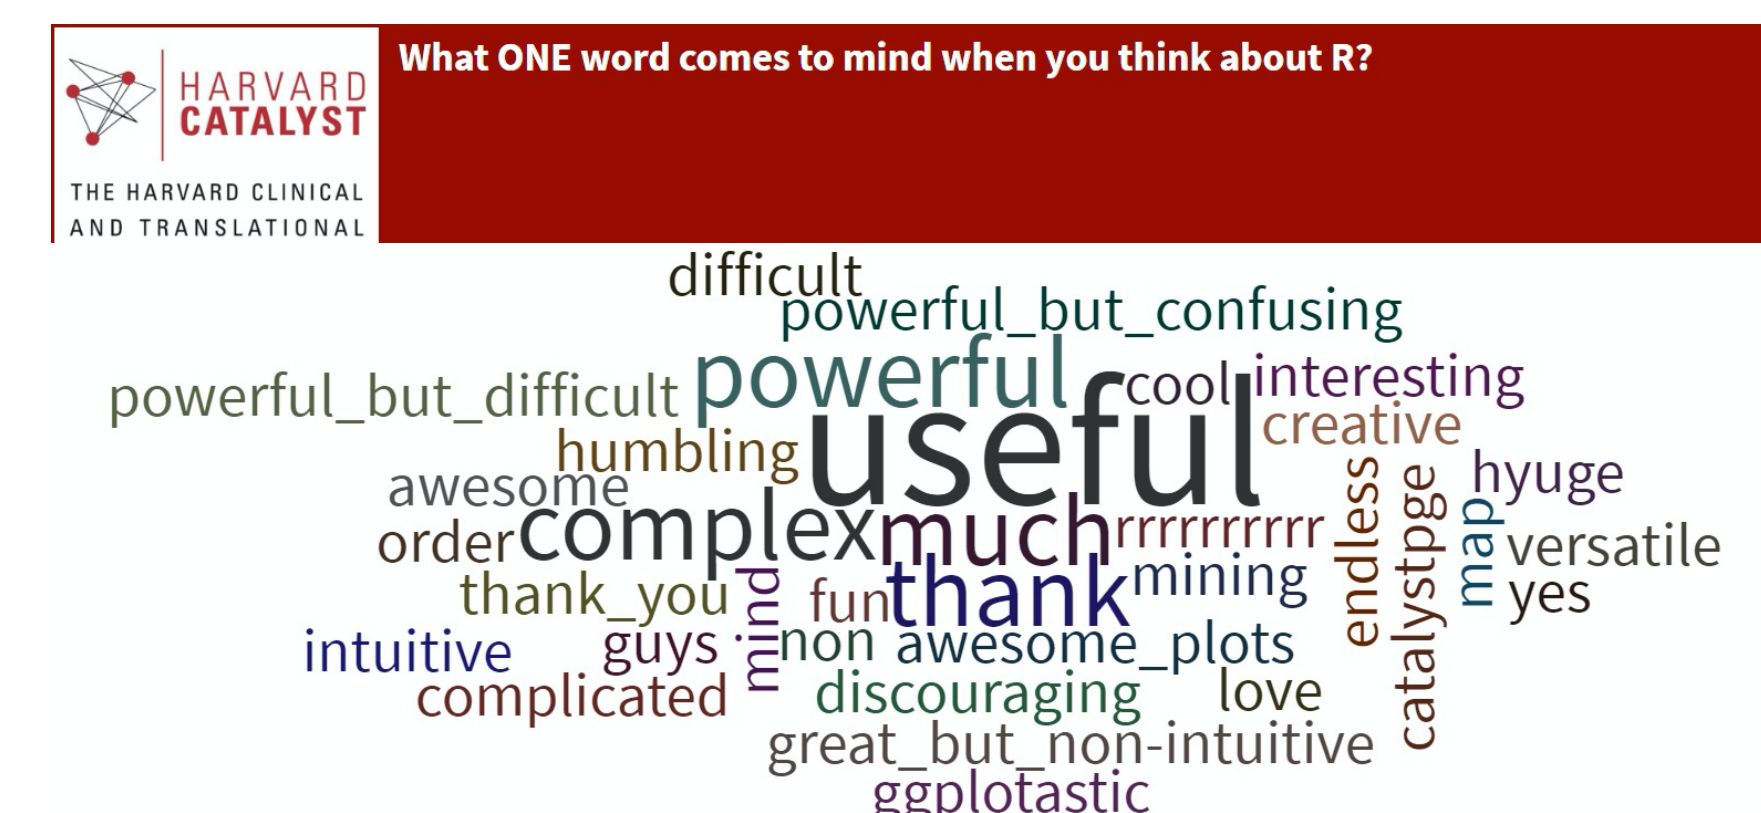 What ONE word comes to mind when you think about R?
HARVARD
CATALYST
THE HARVARD CLINICAL
AND TRANSLATIONAL
difficult
powerful_but_confusing
powerful_but_difficult
powerful
cool
interesting
useful
creative
humbling
awesome
hyuge
endless
catalystpge
map
order
complex
much
rrrrrrrrrr
versatile
thank_you
mind
fun
thank
mining
yes
intuitive
guys
non
awesome_plots
complicated
discouraging
love
great_but_non-intuitive
ggplotastic